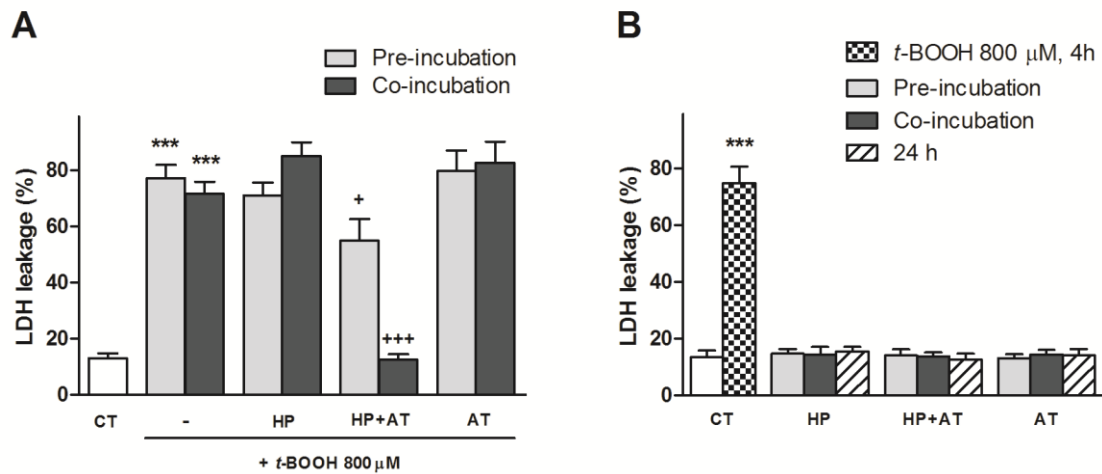 A
Pre-incubation
Co-incubation
LDH leakage (%)
80
60
40
20
0
***
***
+
+++
CT
-
HP
HP+AT
AT
+ t-BOOH 800 μM
B
t-BOOH 800 μM, 4h
Pre-incubation
Co-incubation
24 h
LDH leakage (%)
80
60
40
20
0
***
CT
HP
HP+AT
AT